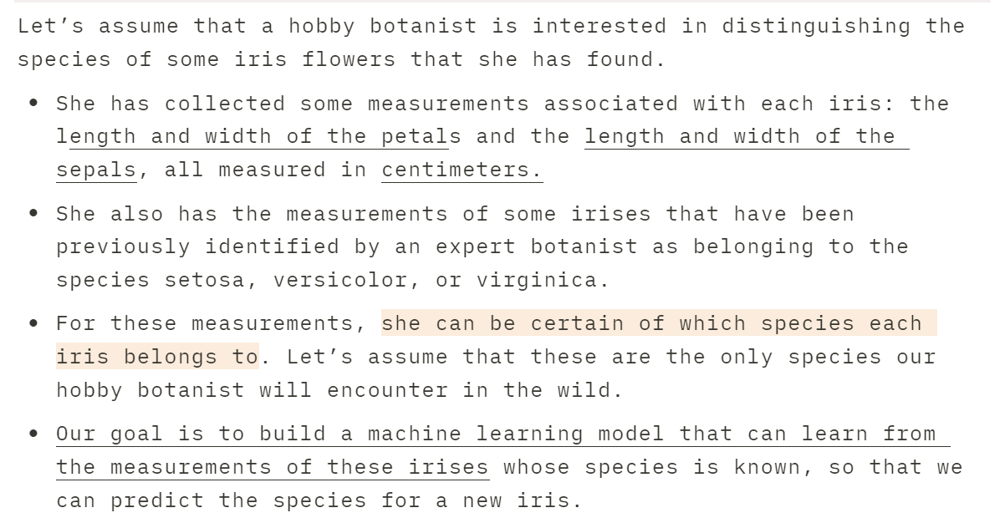 Let’s assume that a hobby botanist is interested in distinguishing the
species of some iris flowers that she has found.
• She has collected some measurements associated with each iris: the
length and width of the petals and the length and width of the
sepals, all measured in centimeters.
• She also has the measurements of some irises that have been
previously identified by an expert botanist as belonging to the
species setosa, versicolor, or virginica.
• For these measurements, she can be certain of which species each
iris belongs to. Let’s assume that these are the only species our
hobby botanist will encounter in the wild.
• Our goal is to build a machine learning model that can learn from
the measurements of these irises whose species is known, so that we
can predict the species for a new iris.